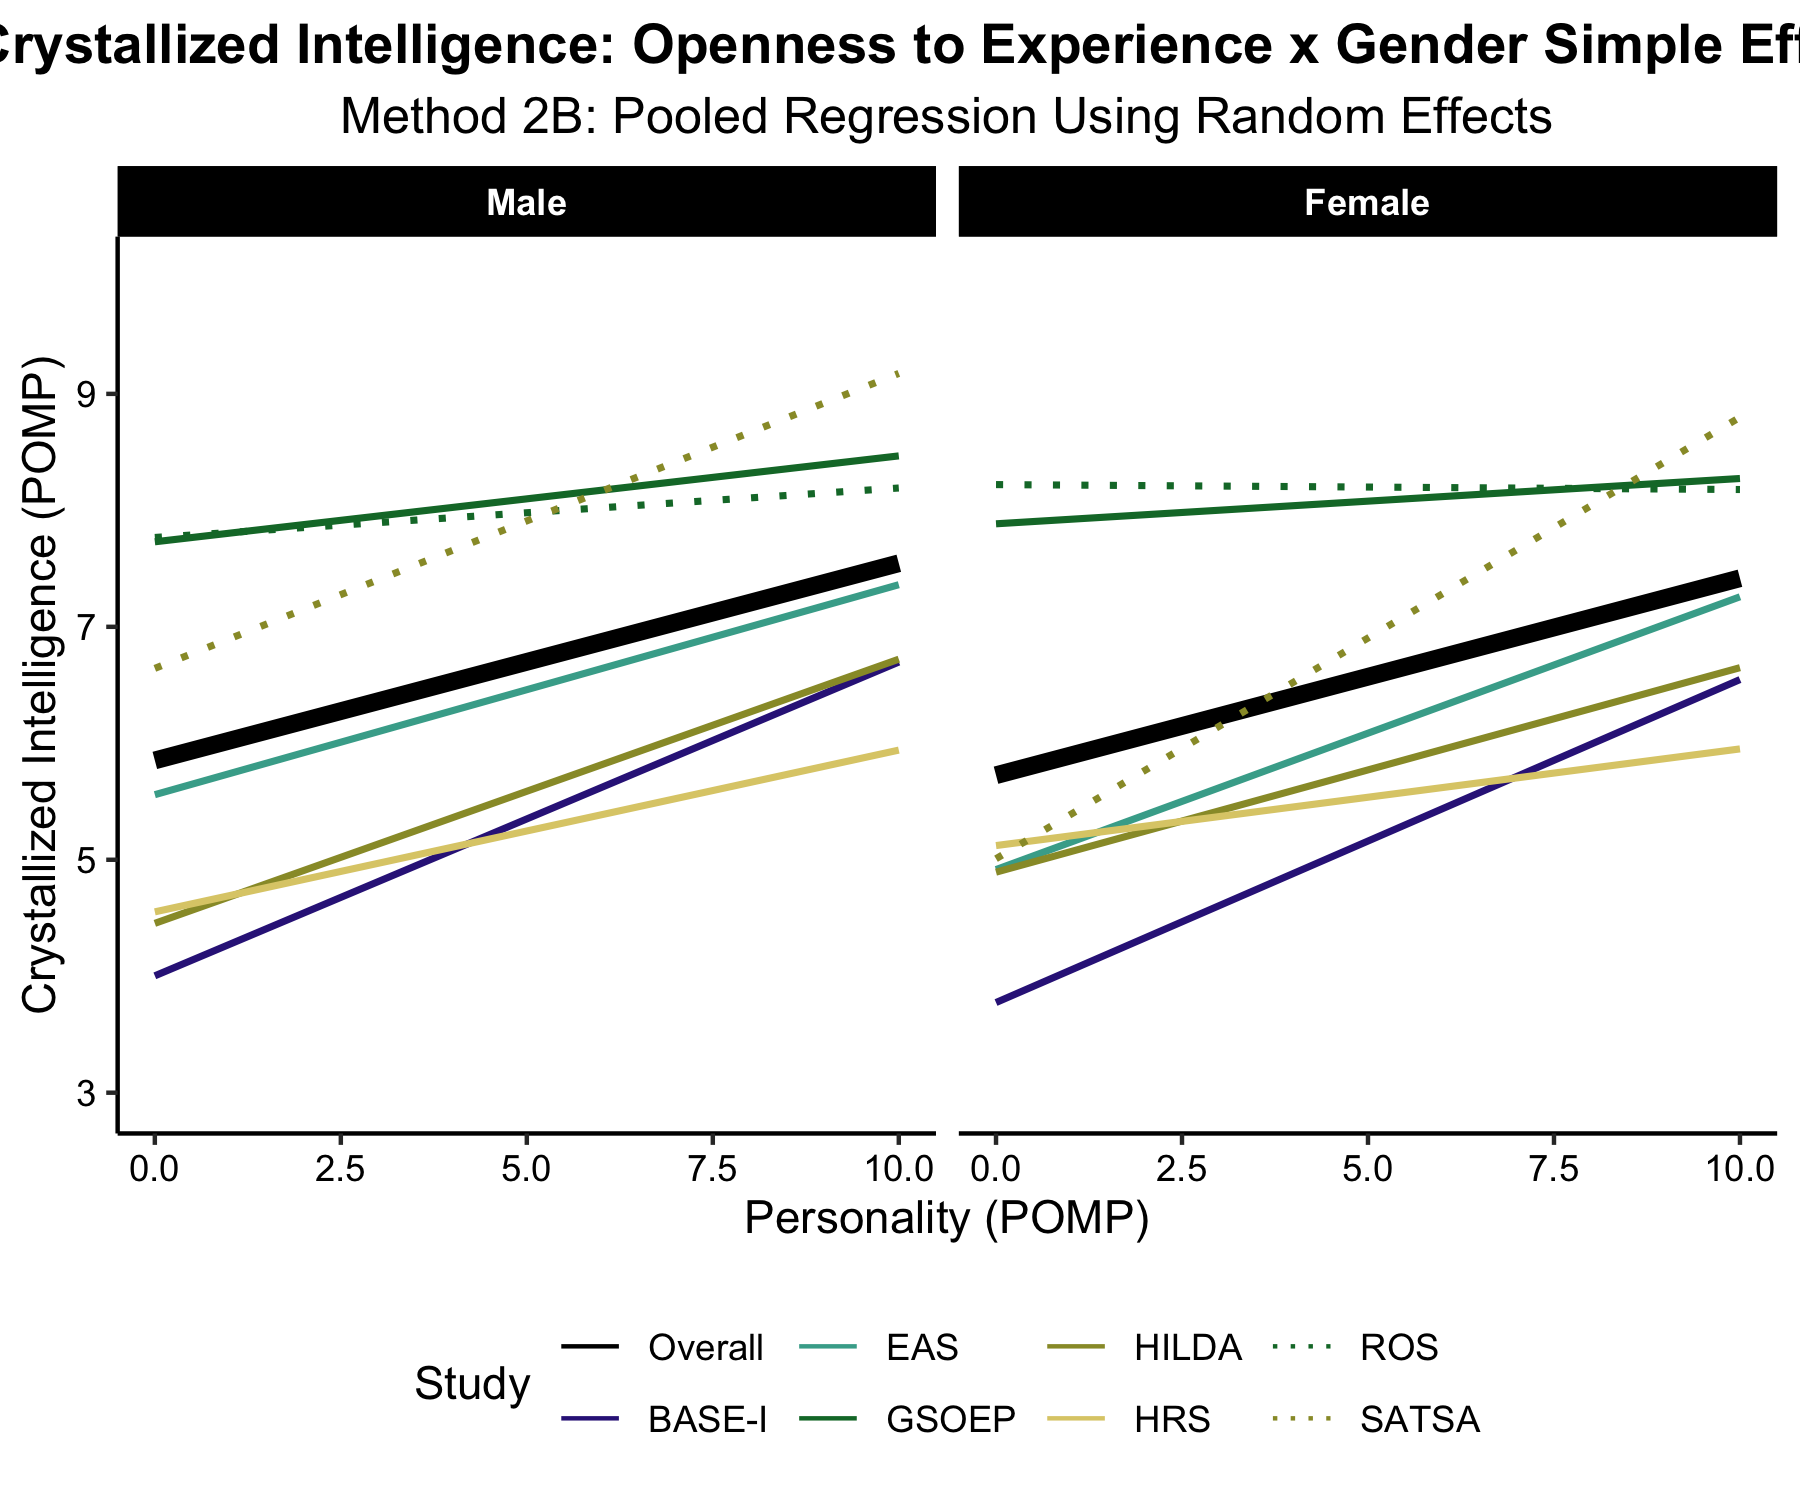 Crystallized Intelligence: Openness to Experience x Gender Simple Eff
Method 2B: Pooled Regression Using Random Effects
Male
Female
Crystallized Intelligence (POMP)
9
7
5
3
0.0 2.5 5.0 7.5 10.0
0.0 2.5 5.0 7.5 10.0
Personality (POMP)
Study
Overall EAS HILDA ROS
BASE-I GSOEP HRS SATSA